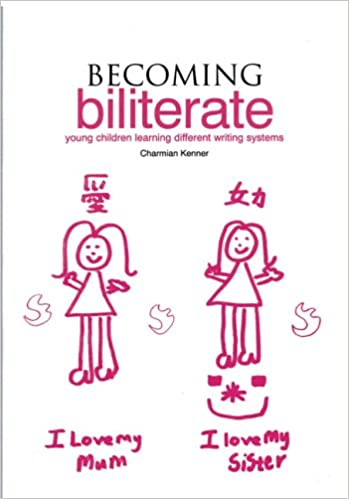 BECOMING
biliterate
young children learning different writing systems
Charmian Kenner
愛
I Love my
Mum
I love My
Sister